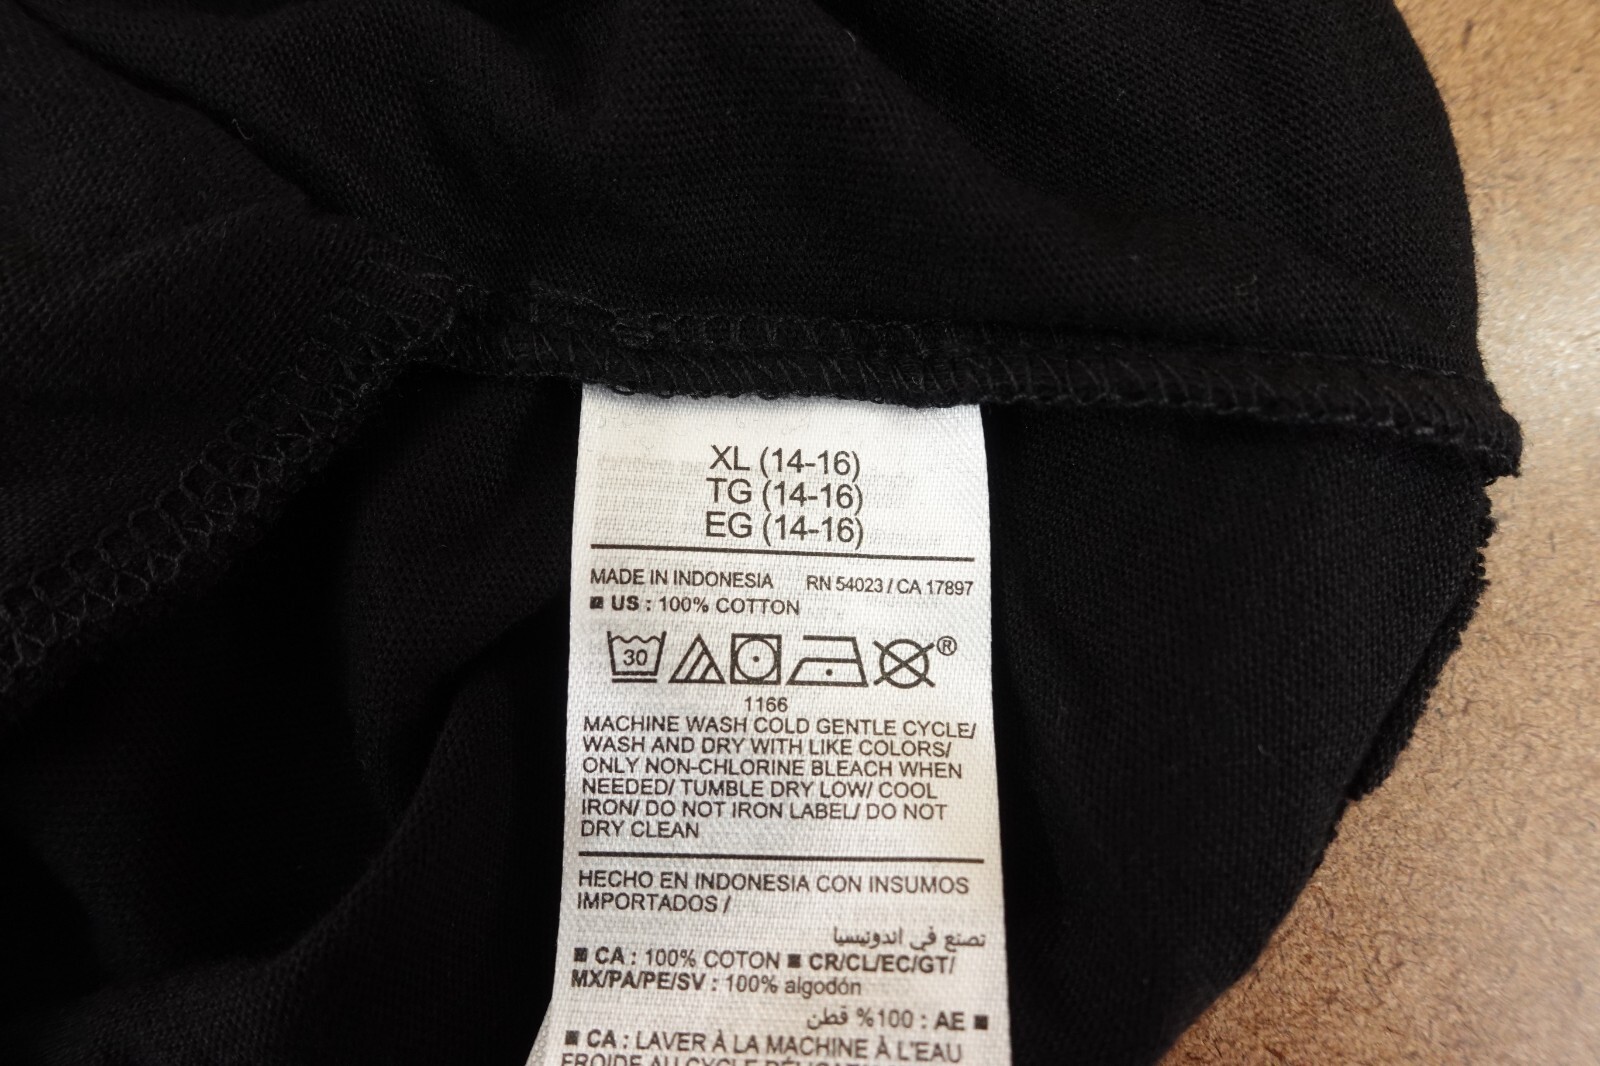 XL (14-16)
TG (14-16)
EG (14-16)
MADE IN INDONESIA RN 54023 / CA 17897
■ US : 100% COTTON
30 ®
1166
MACHINE WASH COLD GENTLE CYCLE/
WASH AND DRY WITH LIKE COLORS/
ONLY NON-CHLORINE BLEACH WHEN
NEEDED/ TUMBLE DRY LOW/ COOL
IRON/ DO NOT IRON LABEL/ DO NOT
DRY CLEAN
HECHO EN INDONESIA CON INSUMOS
IMPORTADOS /
تصنع في اندونيسيا
■ CA : 100% COTON ■ CR/CL/EC/GT/
MX/PA/PE/SV : 100% algodón
■ AE : 100% قطن
■ CA : LAVER À LA MACHINE À L'EAU
FROIDE AU CYCLE